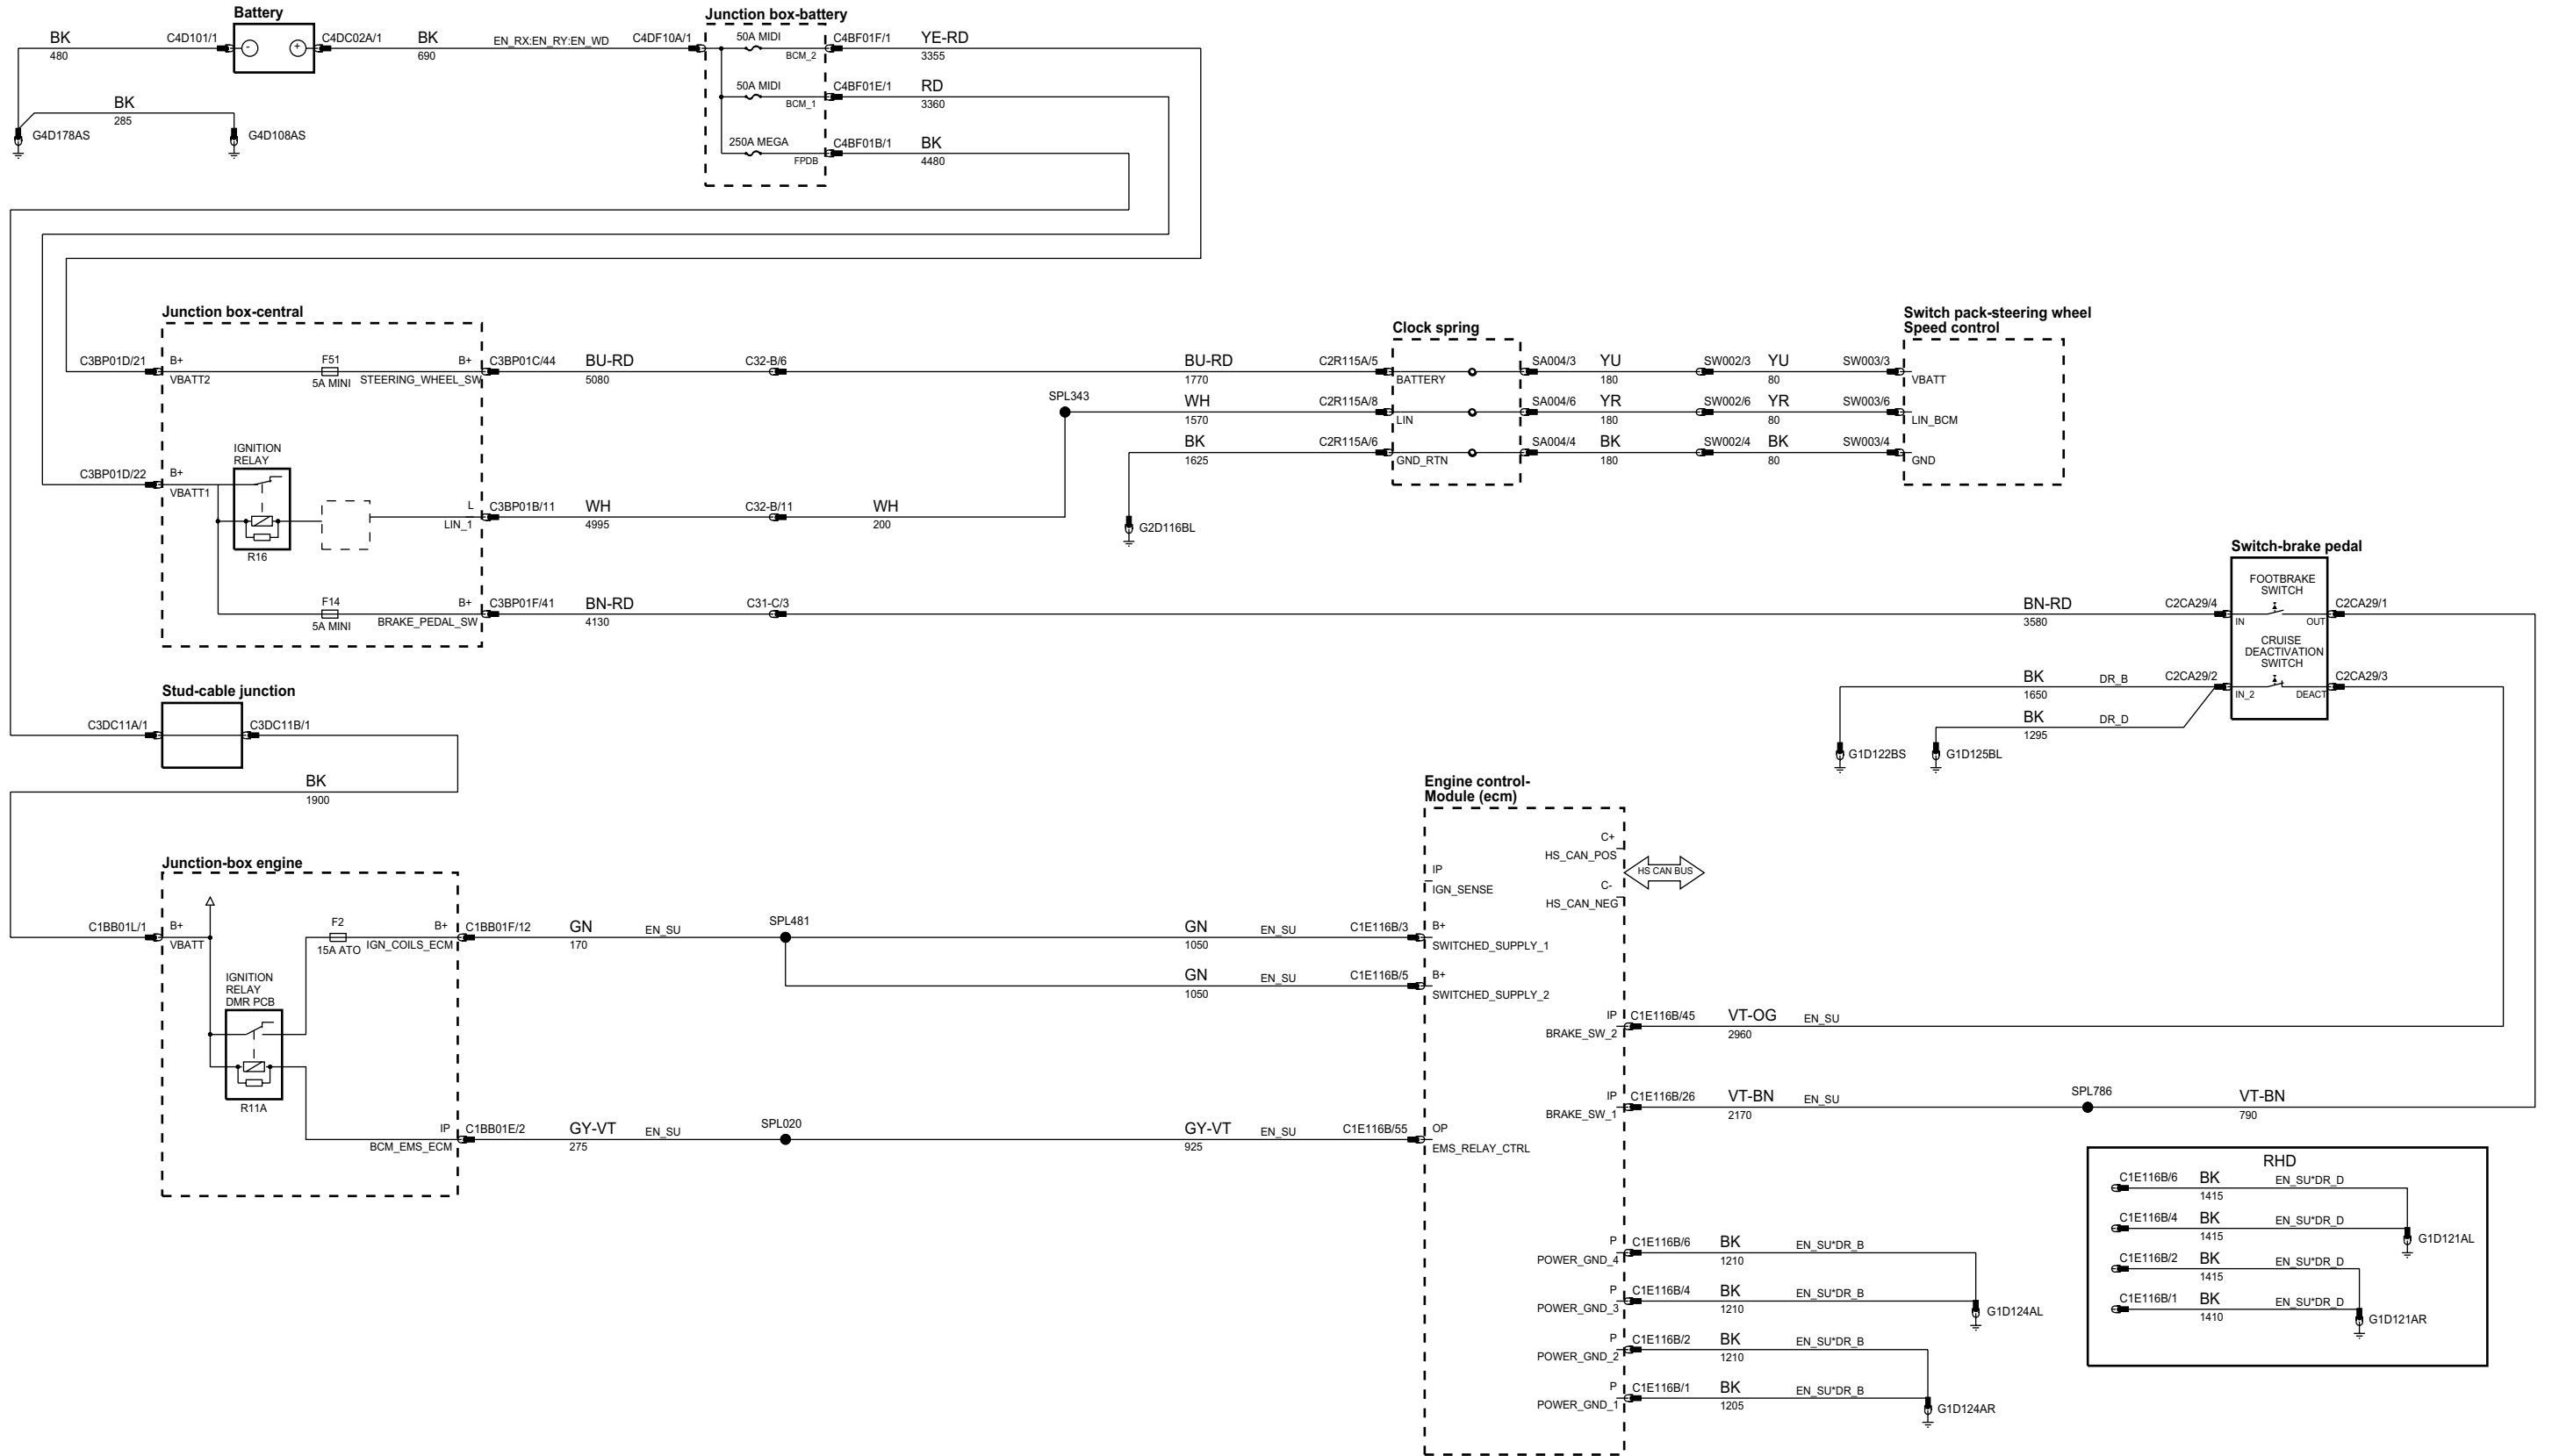 Battery
BK
480
C4D101/1
-
+
C4DC02A/1
BK
690
EN_RX:EN_RY:EN_WD
C4DF10A/1
BK
285
G4D178AS
G4D108AS
Junction box-battery
50A MIDI
BCM_2
C4BF01F/1
YE-RD
3355
50A MIDI
BCM_1
C4BF01E/1
RD
3360
250A MEGA
FPDB
C4BF01B/1
BK
4480
Junction box-central
C3BP01D/21
B+
VBATT2
F51
5A MINI
B+
STEERING_WHEEL_SW
C3BP01C/44
BU-RD
5080
C32-B/6
BU-RD
1770
C2R115A/5
IGNITION
RELAY
R16
C3BP01D/22
B+
VBATT1
L
LIN_1
C3BP01B/11
WH
4995
C32-B/11
WH
200
SPL343
WH
1570
C2R115A/8
BK
1625
C2R115A/6
G2D116BL
F14
5A MINI
B+
BRAKE_PEDAL_SW
C3BP01F/41
BN-RD
4130
C31-C/3
BN-RD
3580
C2CA29/4
Clock spring
BATTERY
LIN
GND_RTN
SA004/3
YU
180
SW002/3
YU
80
SW003/3
SA004/6
YR
180
SW002/6
YR
80
SW003/6
SA004/4
BK
180
SW002/4
BK
80
SW003/4
Switch pack-steering wheel
Speed control
VBATT
LIN_BCM
GND
Switch-brake pedal
FOOTBRAKE
SWITCH
IN
OUT
C2CA29/1
CRUISE
DEACTIVATION
SWITCH
IN_2
DEACT
C2CA29/3
BK
1650
DR_B
C2CA29/2
BK
1295
DR_D
G1D122BS
G1D125BL
Stud-cable junction
C3DC11A/1
C3DC11B/1
BK
1900
Junction-box engine
C1BB01L/1
B+
VBATT
F2
15A ATO
B+
IGN_COILS_ECM
C1BB01F/12
GN
170
EN_SU
SPL481
GN
1050
EN_SU
C1E116B/3
GN
1050
EN_SU
C1E116B/5
IGNITION
RELAY
DMR PCB
R11A
IP
BCM_EMS_ECM
C1BB01E/2
GY-VT
275
EN_SU
SPL020
GY-VT
925
EN_SU
C1E116B/55
Engine control-
Module (ecm)
C+
HS_CAN_POS
HS CAN BUS
C-
HS_CAN_NEG
IP
IGN_SENSE
B+
SWITCHED_SUPPLY_1
B+
SWITCHED_SUPPLY_2
IP
BRAKE_SW_2
C1E116B/45
VT-OG
2960
EN_SU
IP
BRAKE_SW_1
C1E116B/26
VT-BN
2170
EN_SU
SPL786
VT-BN
790
OP
EMS_RELAY_CTRL
P
POWER_GND_4
C1E116B/6
BK
1210
EN_SU*DR_B
P
POWER_GND_3
C1E116B/4
BK
1210
EN_SU*DR_B
G1D124AL
P
POWER_GND_2
C1E116B/2
BK
1210
EN_SU*DR_B
P
POWER_GND_1
C1E116B/1
BK
1205
EN_SU*DR_B
G1D124AR
RHD
C1E116B/6
BK
1415
EN_SU*DR_D
C1E116B/4
BK
1415
EN_SU*DR_D
G1D121AL
C1E116B/2
BK
1415
EN_SU*DR_D
C1E116B/1
BK
1410
EN_SU*DR_D
G1D121AR